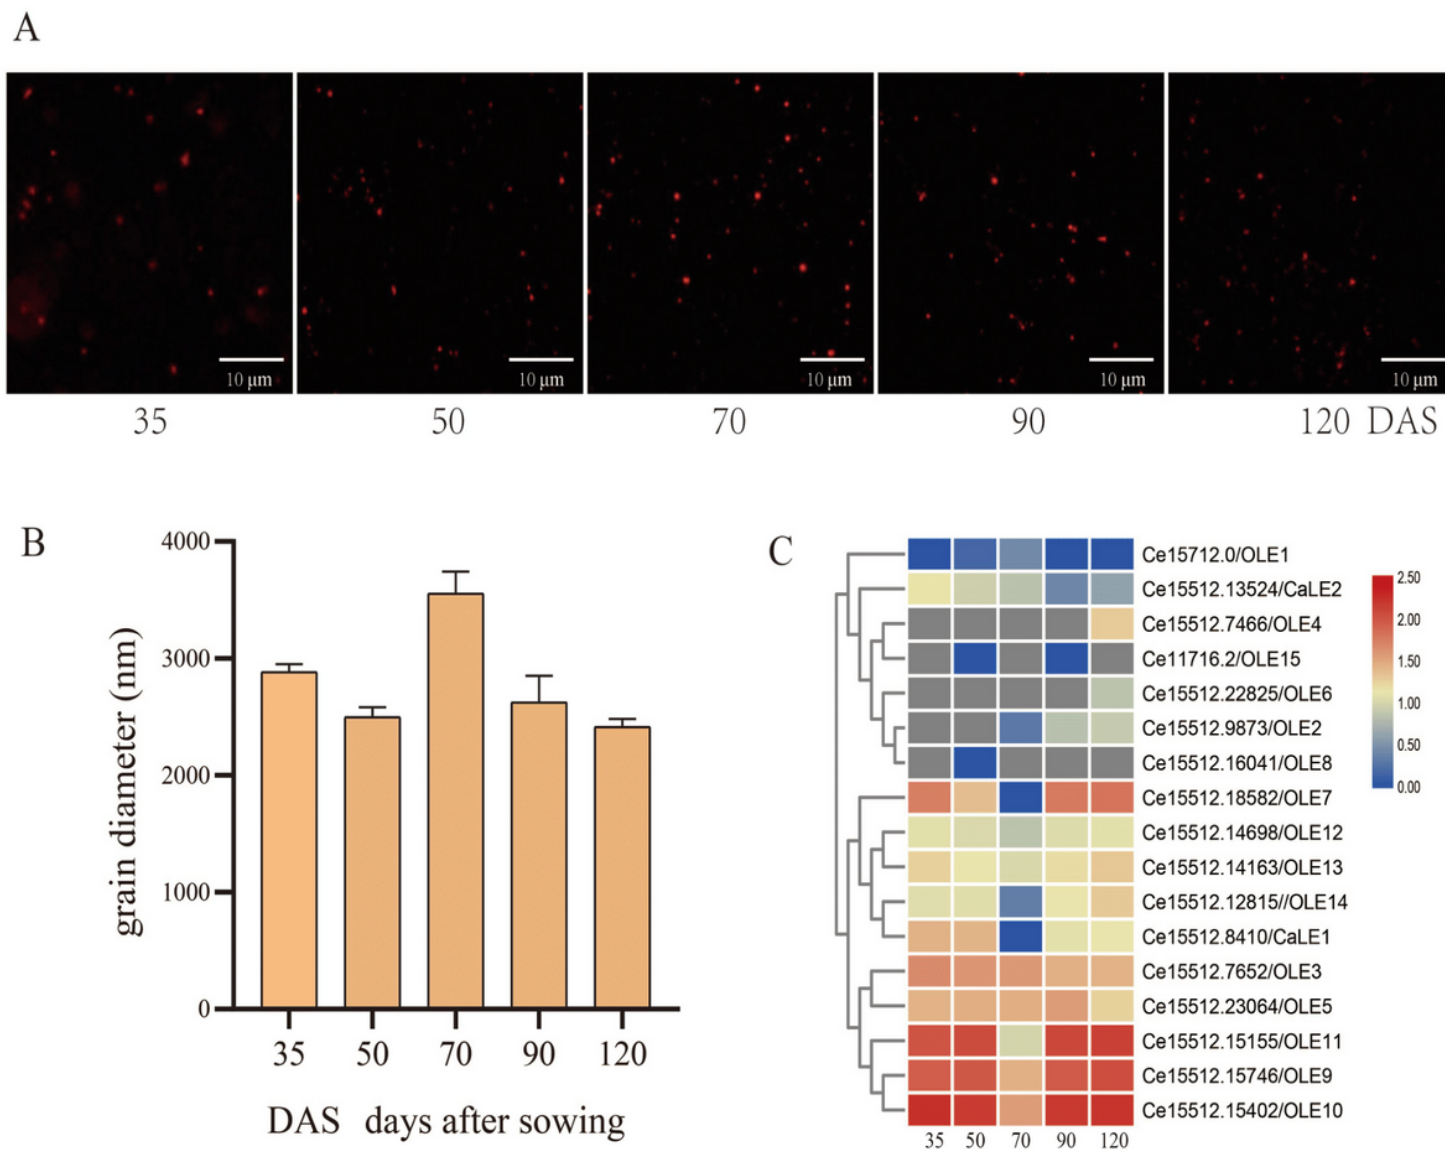 A
10 μm
10 μm
10 μm
10 μm
10 μm
35
50
70
90
120 DAS
B
4000
3000
2000
1000
0
grain diameter (nm)
35
50
70
90
120
DAS days after sowing
C
Ce15712.0/OLE1
Ce15512.13524/CaLE2
Ce15512.7466/OLE4
Ce11716.2/OLE15
Ce15512.22825/OLE6
Ce15512.9873/OLE2
Ce15512.16041/OLE8
Ce15512.18582/OLE7
Ce15512.14698/OLE12
Ce15512.14163/OLE13
Ce15512.12815//OLE14
Ce15512.8410/CaLE1
Ce15512.7652/OLE3
Ce15512.23064/OLE5
Ce15512.15155/OLE11
Ce15512.15746/OLE9
Ce15512.15402/OLE10
35
50
70
90
120
2.50
2.00
1.50
1.00
0.50
0.00